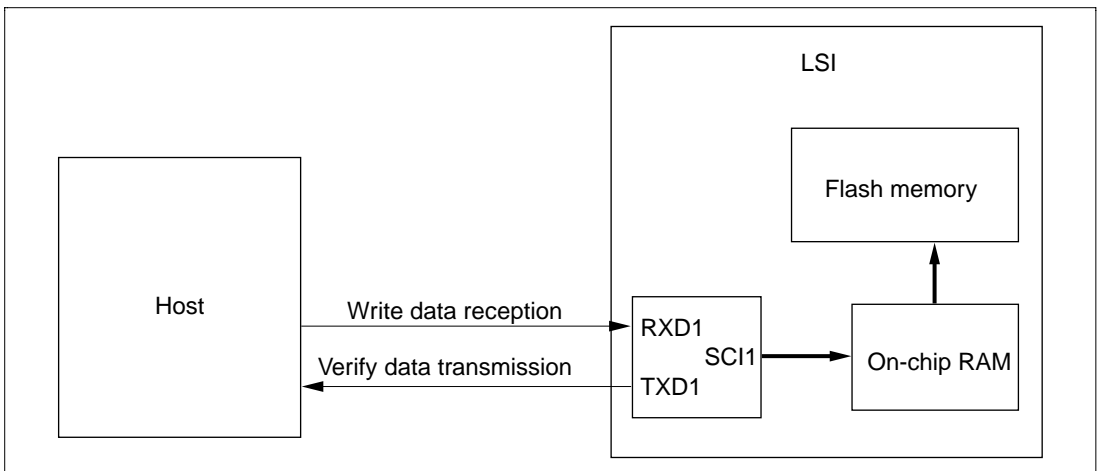 LSI
Flash memory
Host
Write data reception
RXD1
SCI1
On-chip RAM
Verify data transmission
TXD1